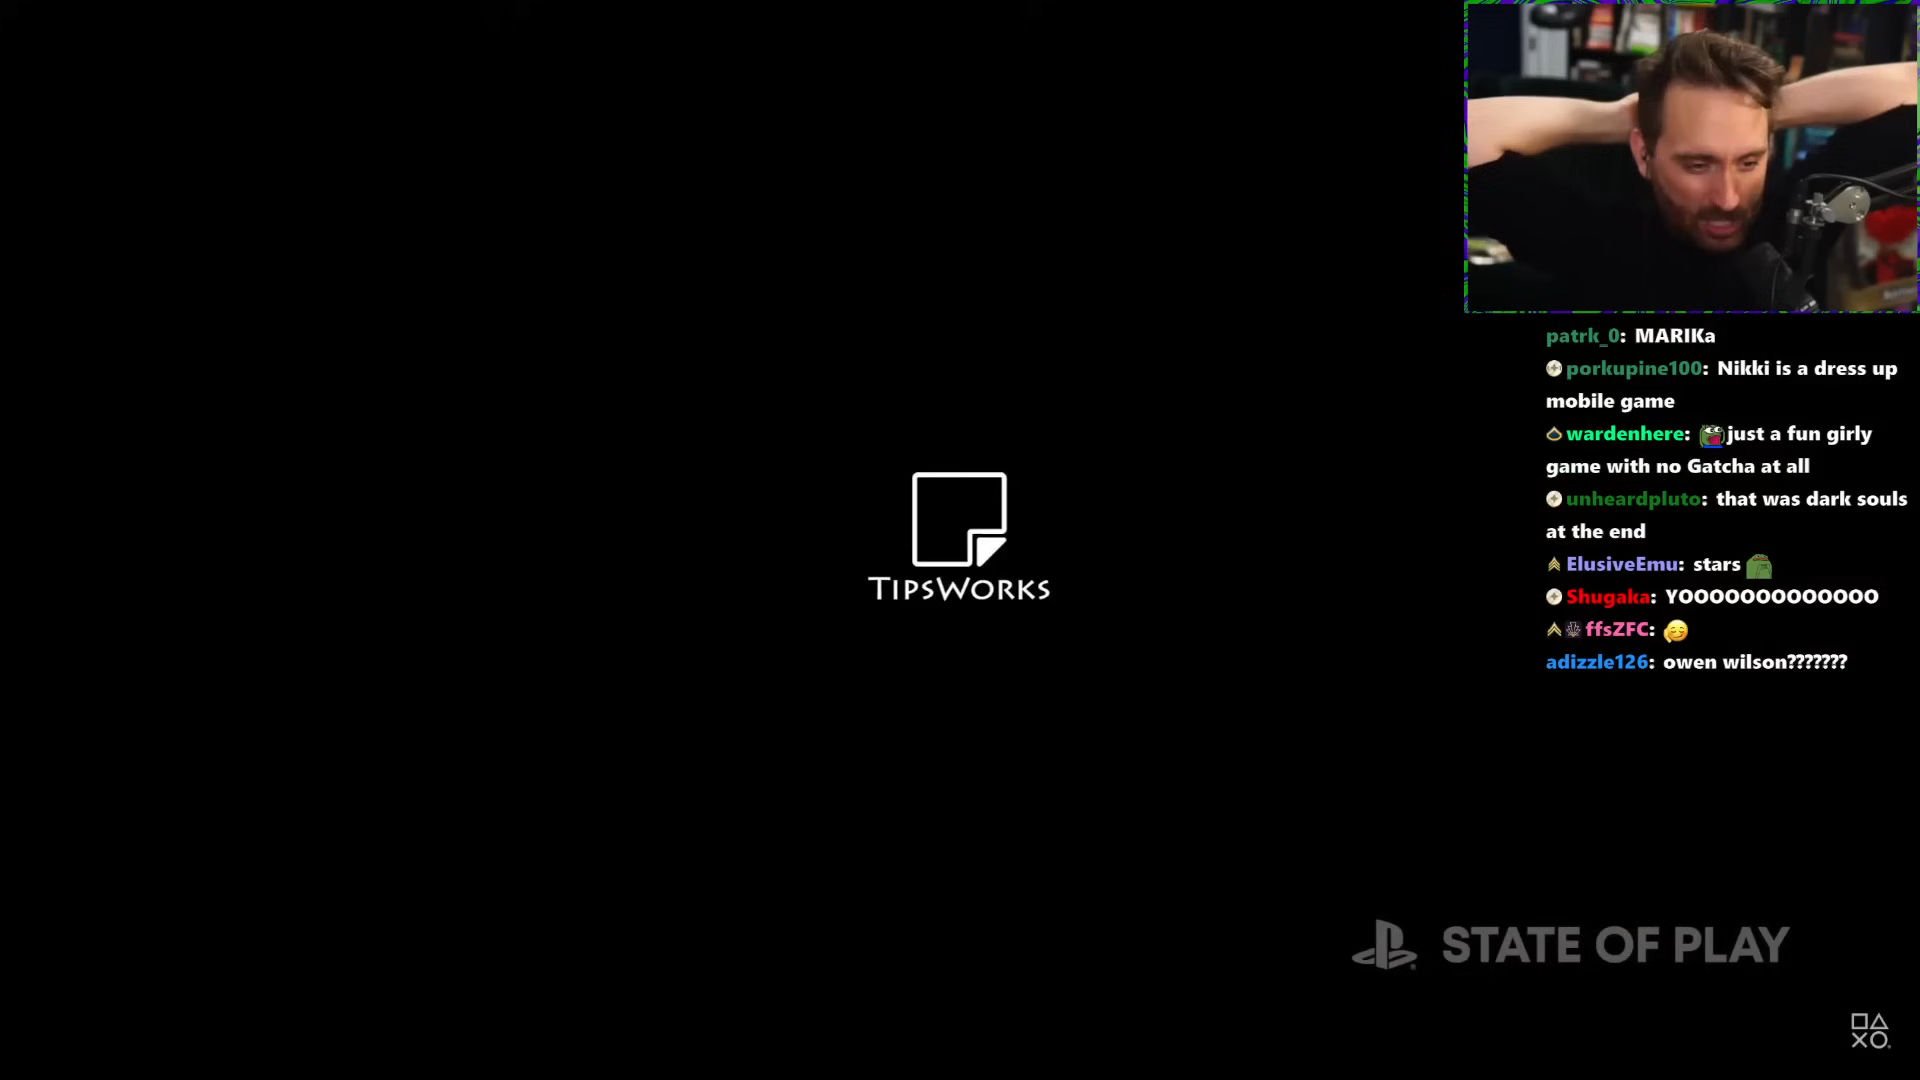 patrk_0: MARIKa
porkupine100: Nikki is a dress up
mobile game
wardenhere: just a fun girly
game with no Gatcha at all
unheardpluto: that was dark souls
at the end
ElusiveEmu: stars
Shugaka: YOOOOOOOOOOOOOO
ffsZFC:
adizzle126: owen wilson???????
TIPSWORKS
STATE OF PLAY